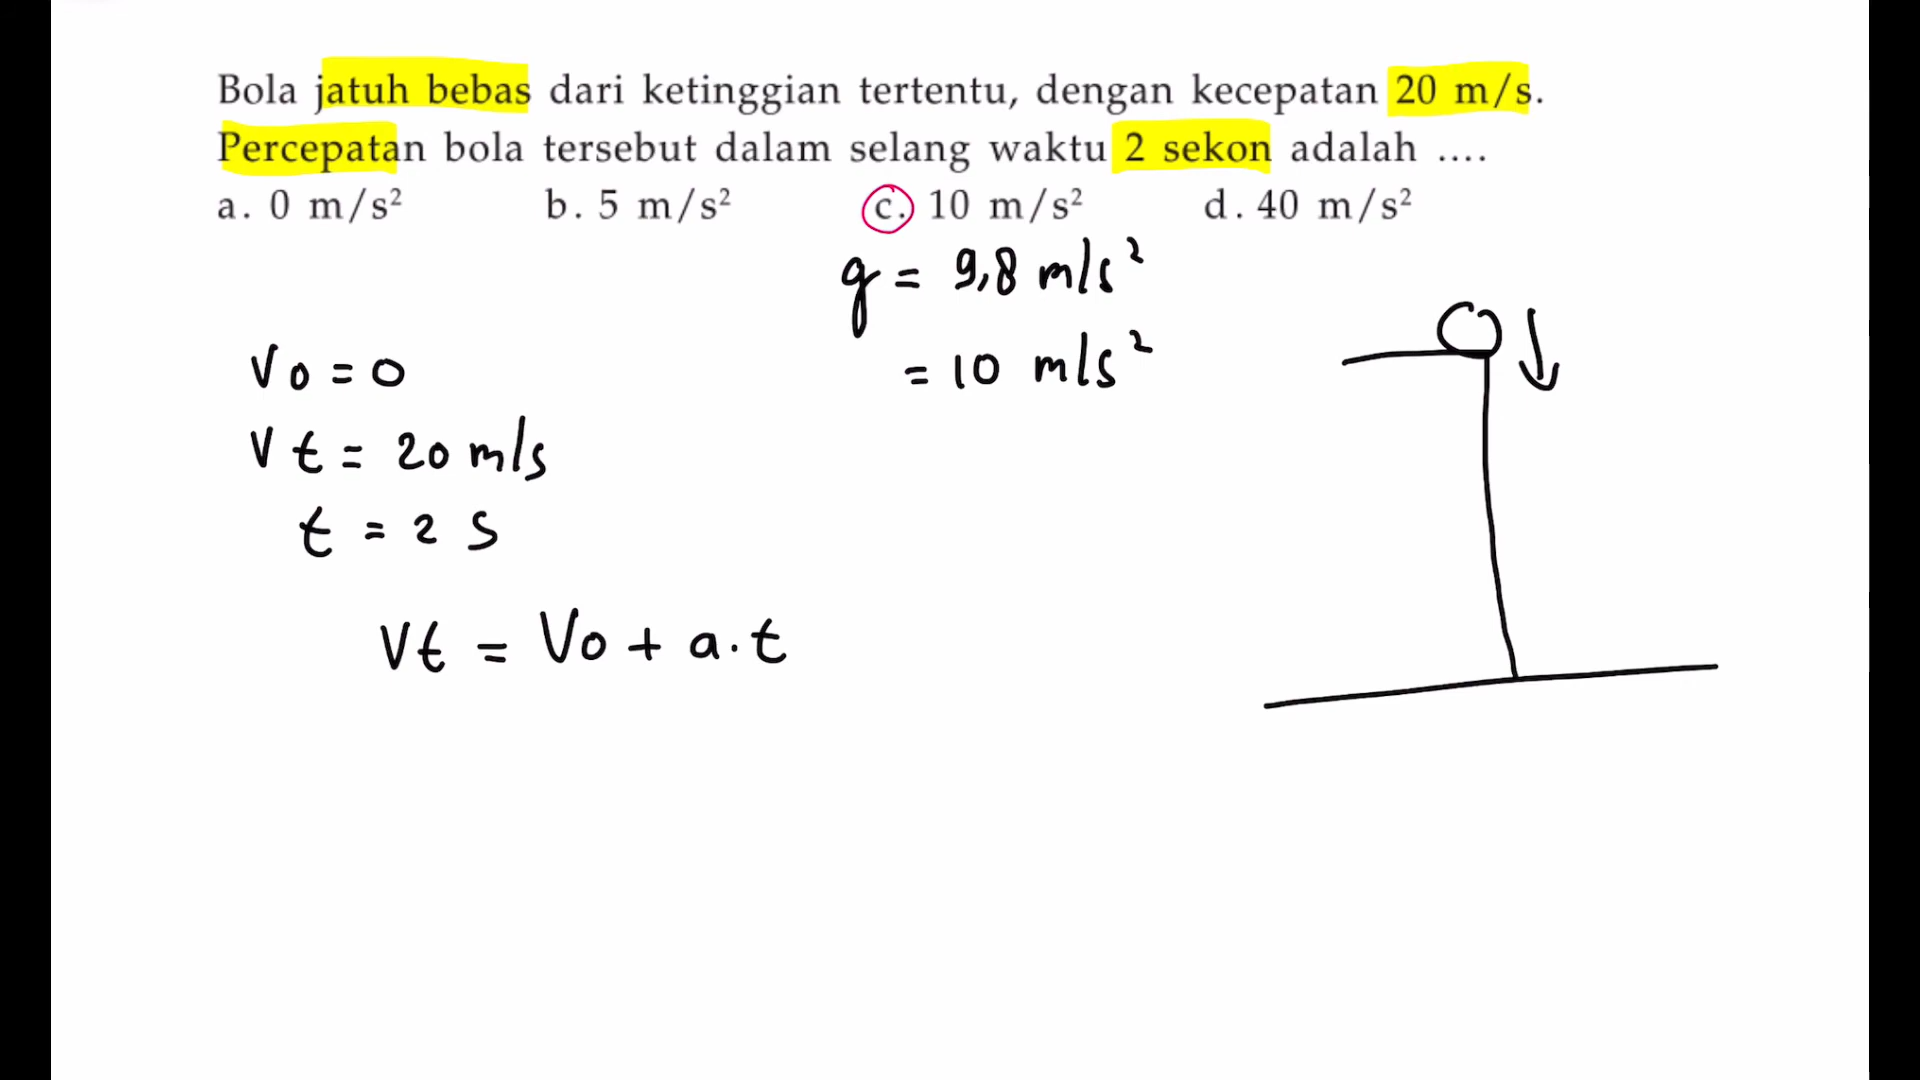 Bola jatuh bebas dari ketinggian tertentu, dengan kecepatan 20 m/s.
Percepatan bola tersebut dalam selang waktu 2 sekon adalah ....
a. 0 m/s² b. 5 m/s² c. 10 m/s² d. 40 m/s²
g = 9,8 m/s²
= 10 m/s²
Vo = 0
Vt = 20 m/s
t = 2 s
Vt = Vo + a.t